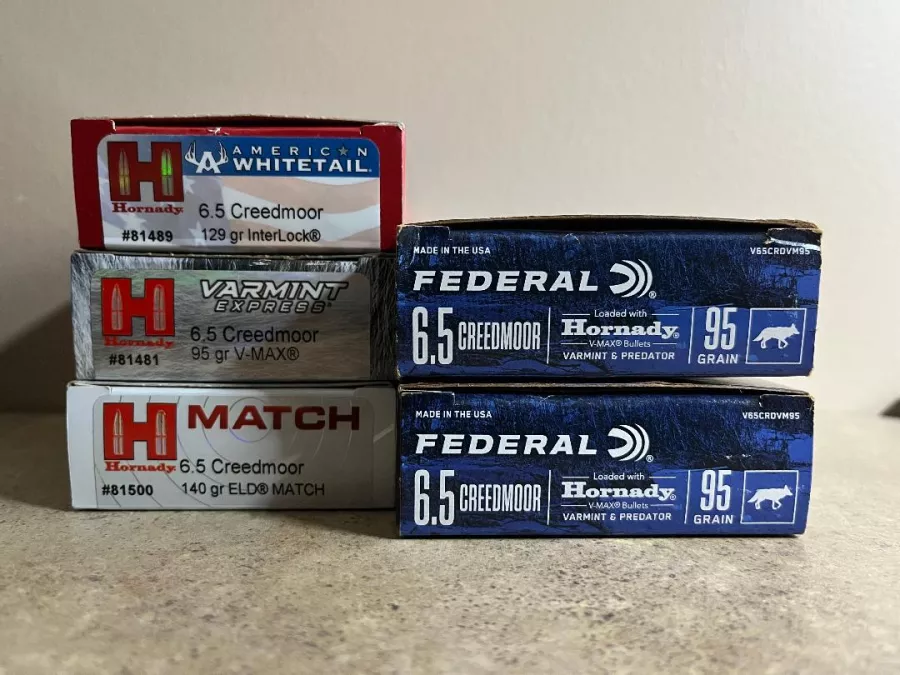 AMERICAN
WHITETAIL
Hornady
6.5 Creedmoor
#81489
129 gr InterLock®
VARMINT
EXPRESS®
Hornady
6.5 Creedmoor
#81481
95 gr V-MAX®
MATCH
Hornady
6.5 Creedmoor
#81500
140 gr ELD® MATCH
MADE IN THE USA
V65CRDVM95
FEDERAL®
6.5 CREEDMOOR
Loaded with
Hornady®
V-MAX® Bullets
VARMINT & PREDATOR
95
GRAIN
MADE IN THE USA
V65CRDVM95
FEDERAL®
6.5 CREEDMOOR
Loaded with
Hornady®
V-MAX® Bullets
VARMINT & PREDATOR
95
GRAIN